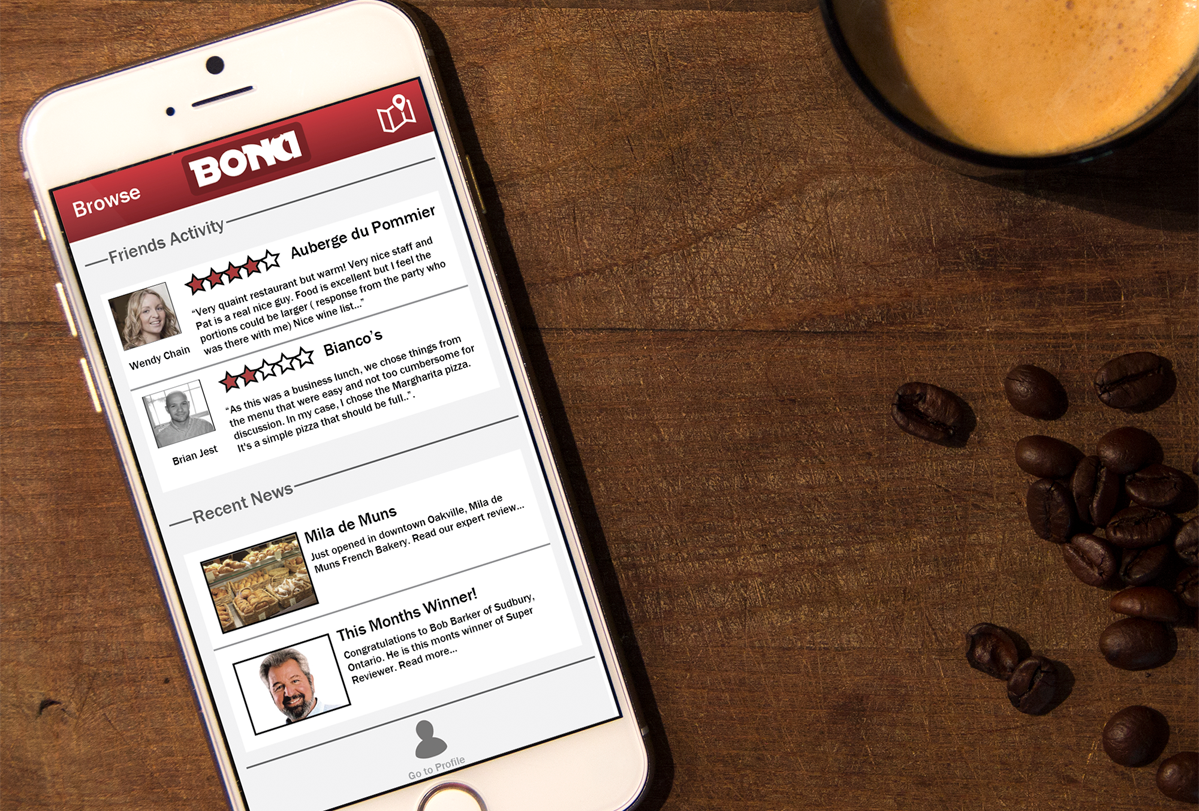 Browse
BONCI
Friends Activity
Auberge du Pommier
"Very quaint restaurant but warm! Very nice staff and
Pat is a real nice guy. Food is excellent but I feel the
portions could be larger ( response from the party who
was there with me) Nice wine list..."
Wendy Chain
Bianco's
"As this was a business lunch, we chose things from
the menu that were easy and not too cumbersome for
discussion. In my case, I chose the Margharita pizza.
It's a simple pizza that should be full..".
Brian Jest
Recent News
Mila de Muns
Just opened in downtown Oakville, Mila de
Muns French Bakery. Read our expert review...
This Months Winner!
Congratulations to Bob Barker of Sudbury,
Ontario. He is this monts winner of Super
Reviewer. Read more...
Go to Profile